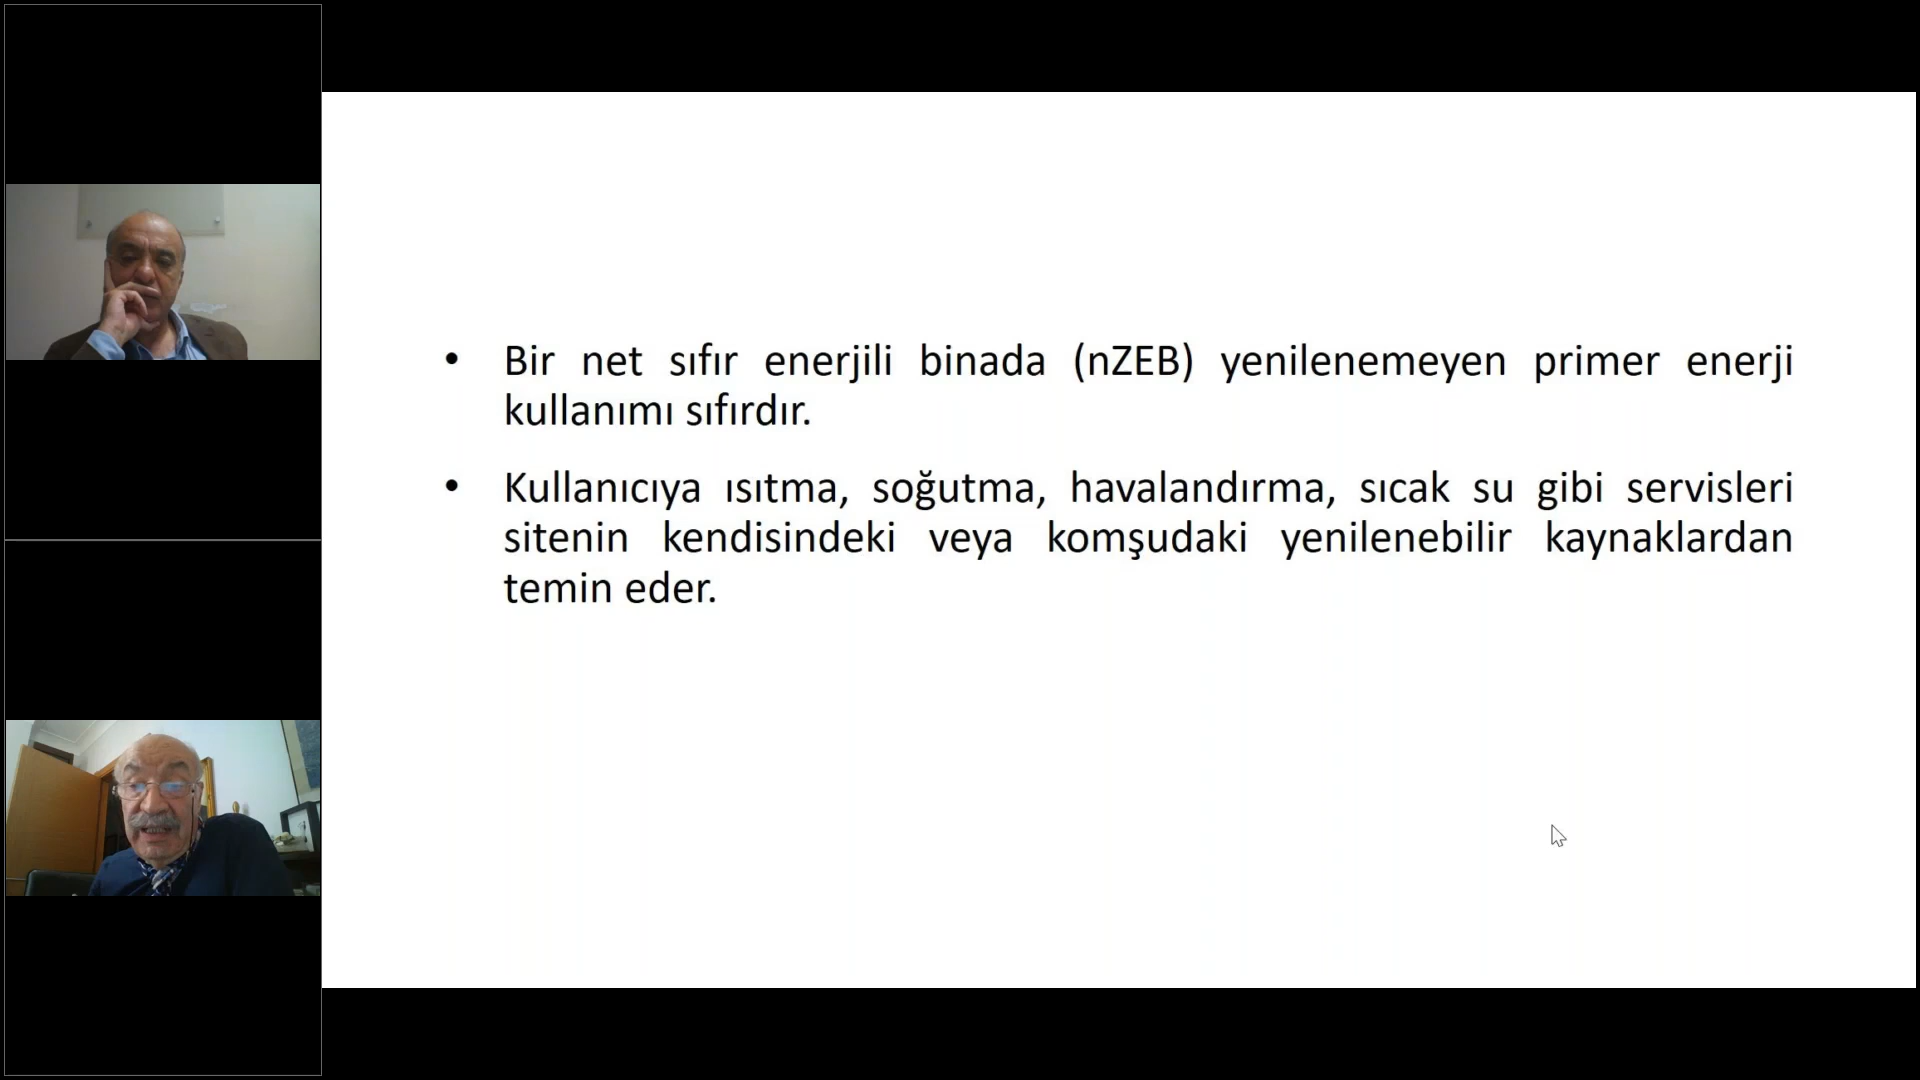 • Bir net sıfır enerjili binada (nZEB) yenilenemeyen primer enerji
kullanımı sıfırdır.
• Kullanıcıya ısıtma, soğutma, havalandırma, sıcak su gibi servisleri
sitenin kendisindeki veya komşudaki yenilenebilir kaynaklardan
temin eder.